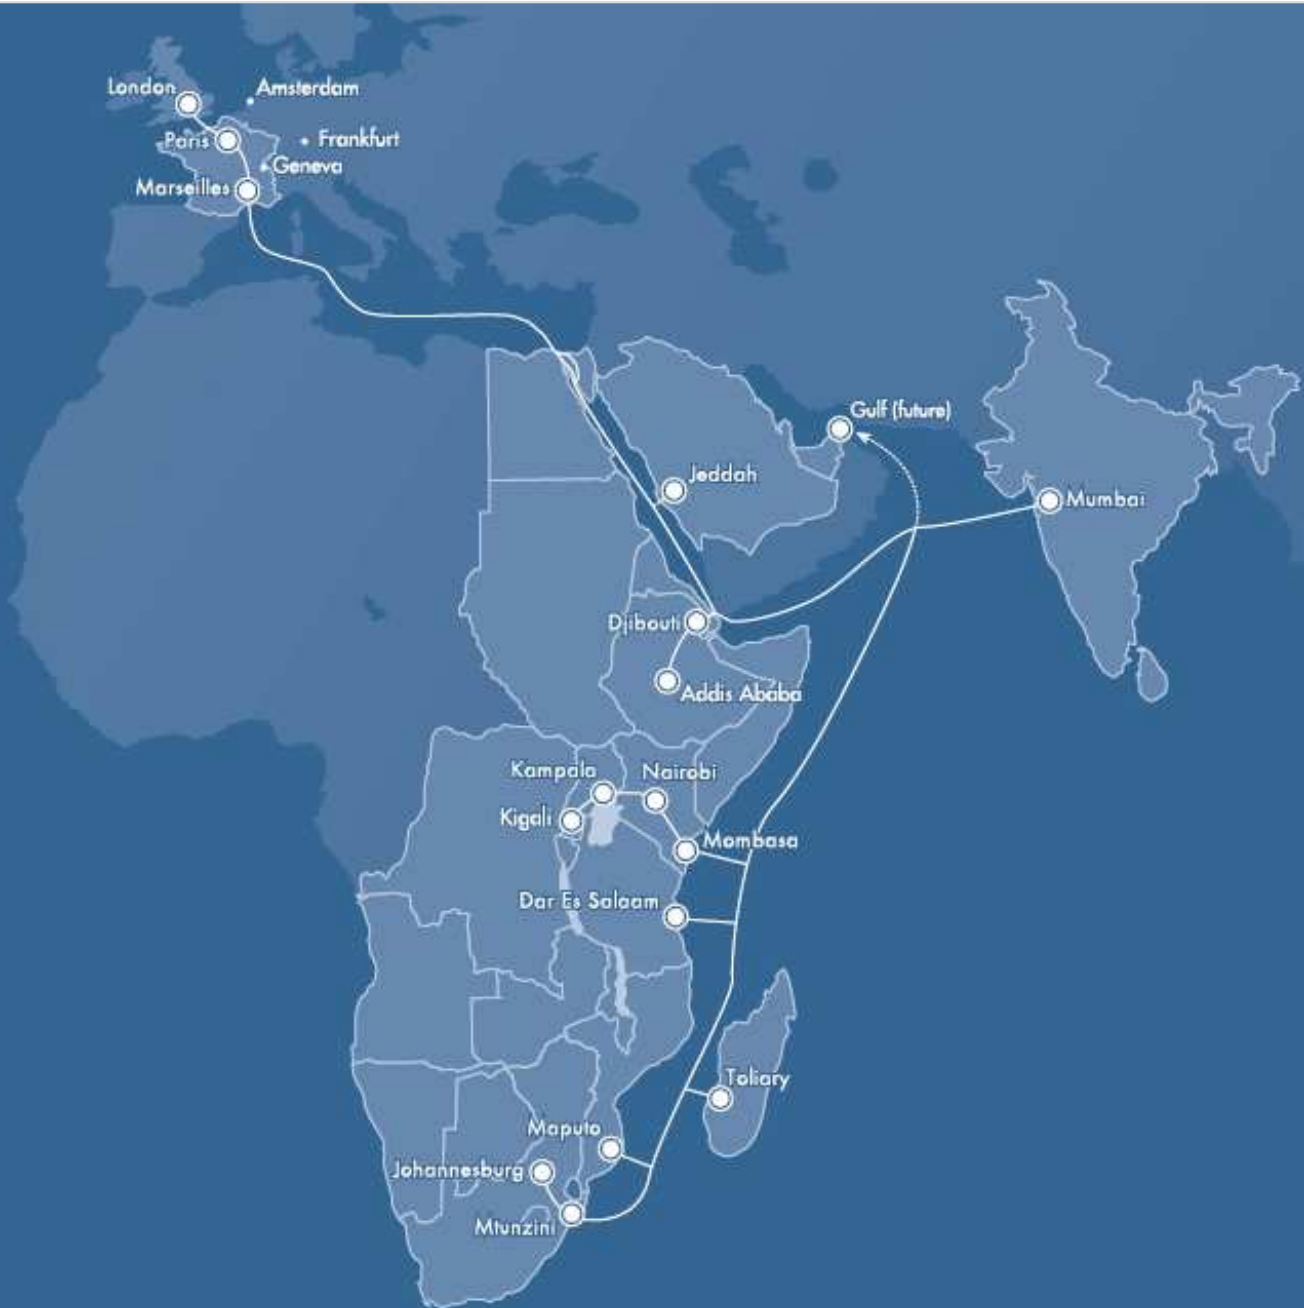 London
Amsterdam
Paris
Frankfurt
Geneva
Marseilles
Gulf (future)
Jeddah
Mumbai
Djibouti
Addis Ababa
Kampala
Nairobi
Kigali
Mombasa
Dar Es Salaam
Toliary
Maputo
Johannesburg
Mtunzini